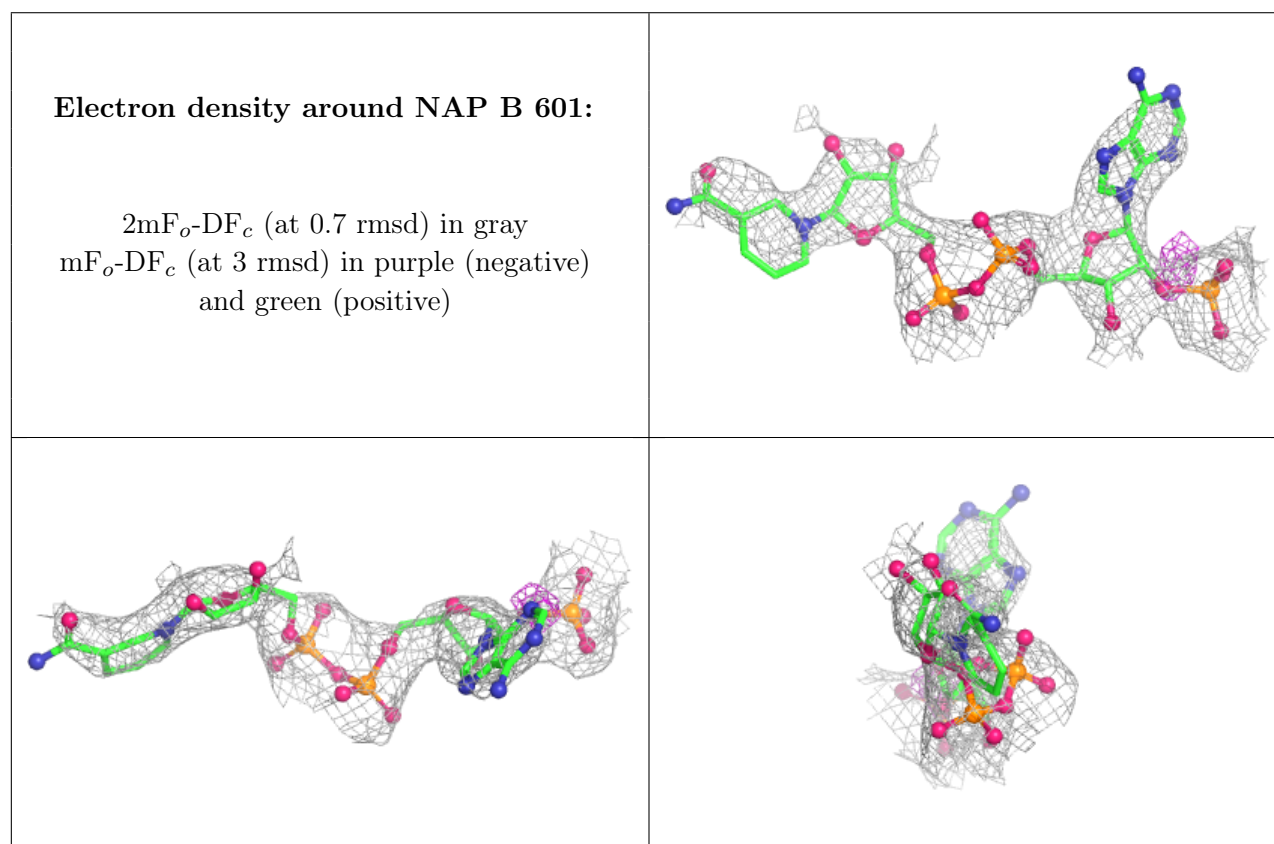 Electron density around NAP B 601:
2mFo-DFc (at 0.7 rmsd) in gray
mFo-DFc (at 3 rmsd) in purple (negative)
and green (positive)